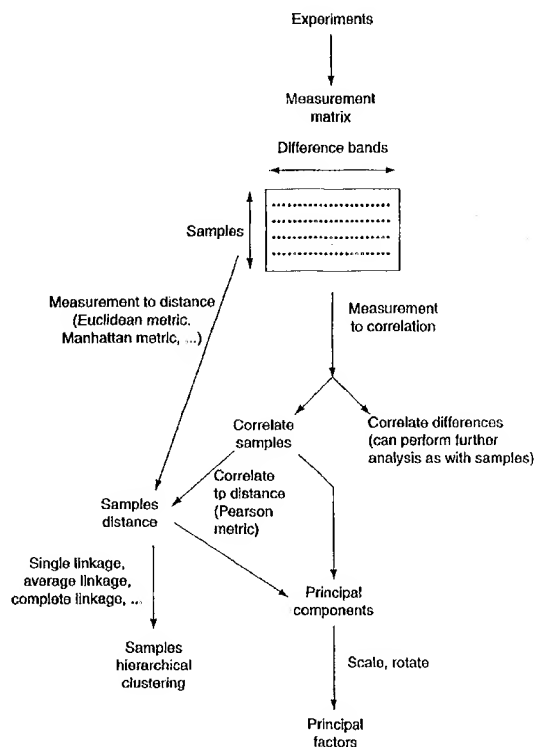 Experiments
Measurement
matrix
Difference bands
Samples
Measurement to distance
(Euclidean metric.
Manhattan metric, ...)
Measurement
to correlation
Correlate
samples
Correlate differences
(can perform further
analysis as with samples)
Correlate
to distance
(Pearson
metric)
Samples
distance
Single linkage,
average linkage,
complete linkage, ...
Principal
components
Samples
hierarchical
clustering
Scale, rotate
Principal
factors